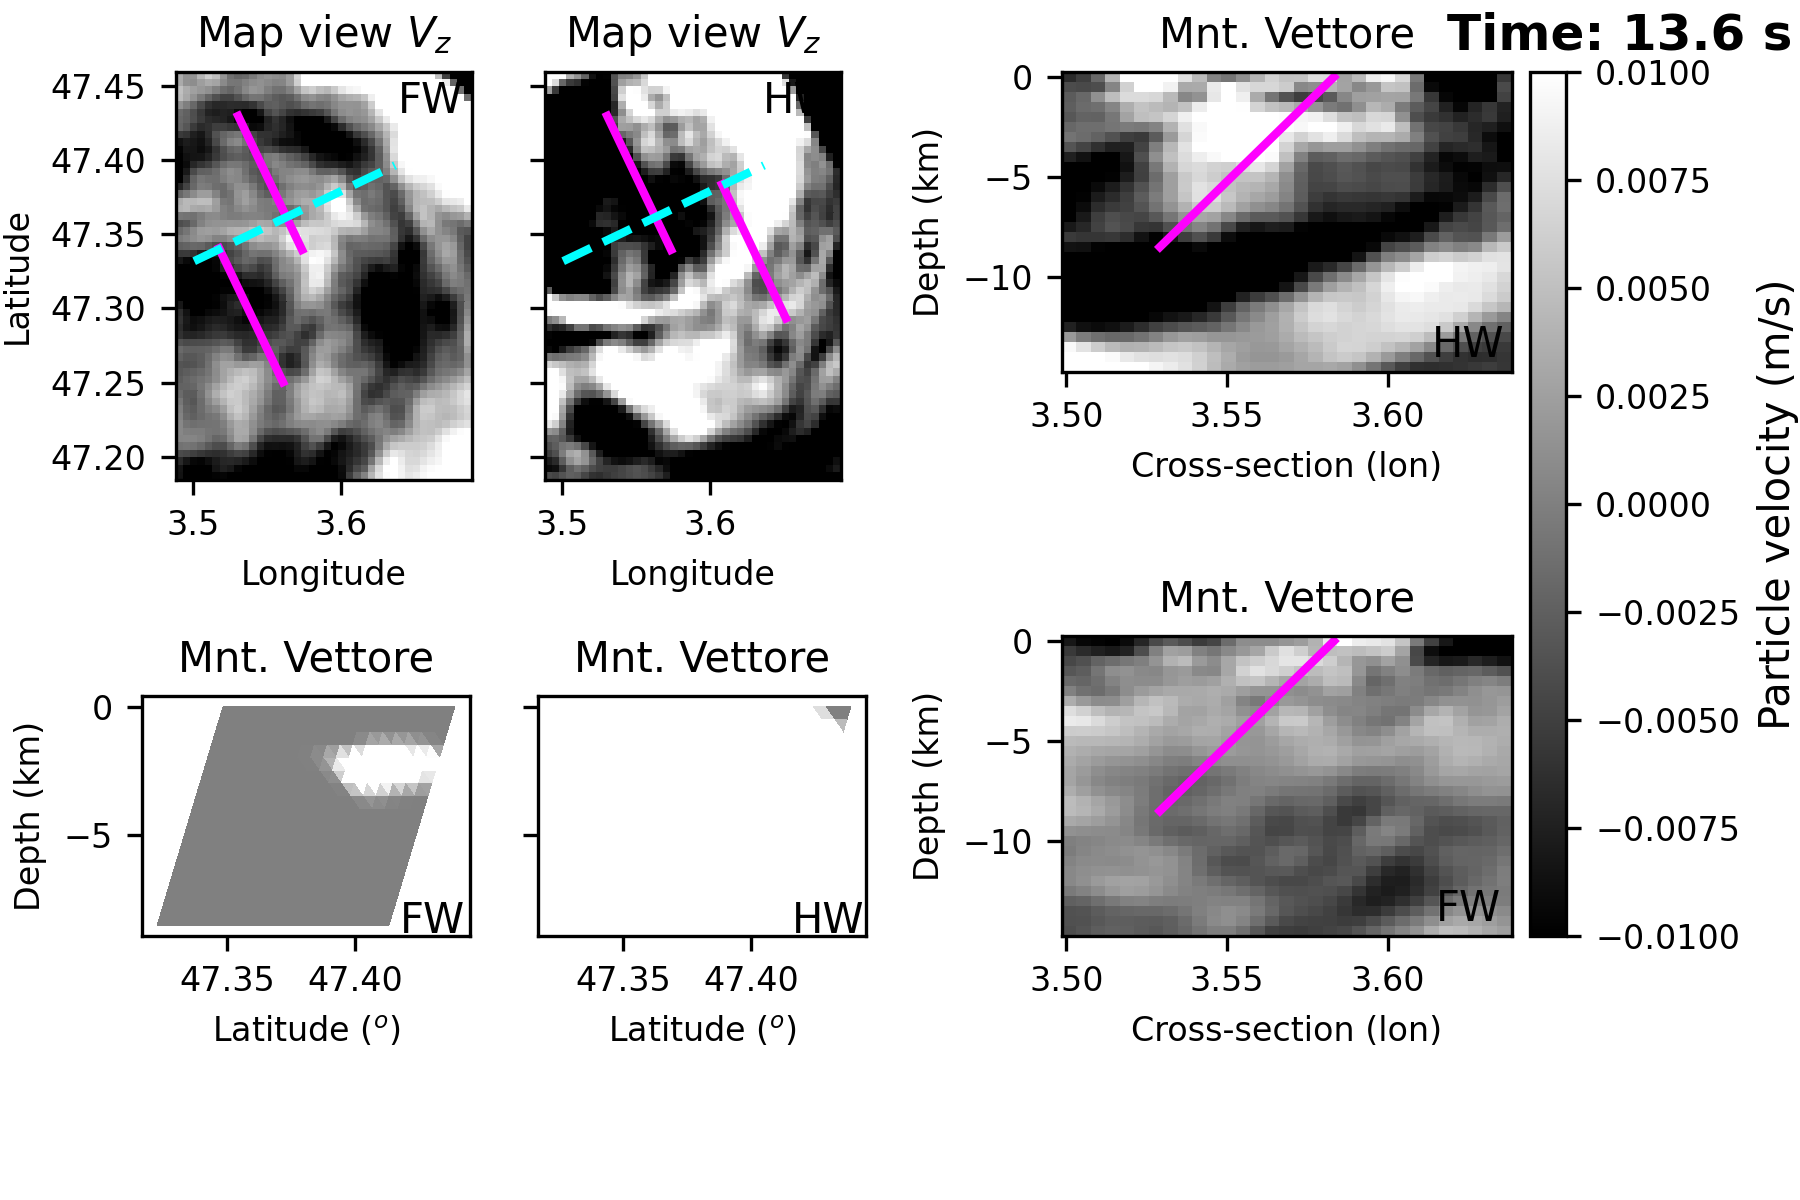 Map view Vz
Map view Vz
Mnt. Vettore
Time: 13.6 s
FW
47.45
47.40
47.35
47.30
47.25
47.20
Latitude
3.5
3.6
Longitude
H
3.5
3.6
Longitude
0
−5
−10
Depth (km)
HW
3.50
3.55
3.60
Cross-section (lon)
0.0100
0.0075
0.0050
0.0025
0.0000
−0.0025
−0.0050
−0.0075
−0.0100
Particle velocity (m/s)
Mnt. Vettore
0
−5
Depth (km)
FW
47.35
47.40
Latitude (o)
Mnt. Vettore
HW
47.35
47.40
Latitude (o)
Mnt. Vettore
0
−5
−10
Depth (km)
FW
3.50
3.55
3.60
Cross-section (lon)